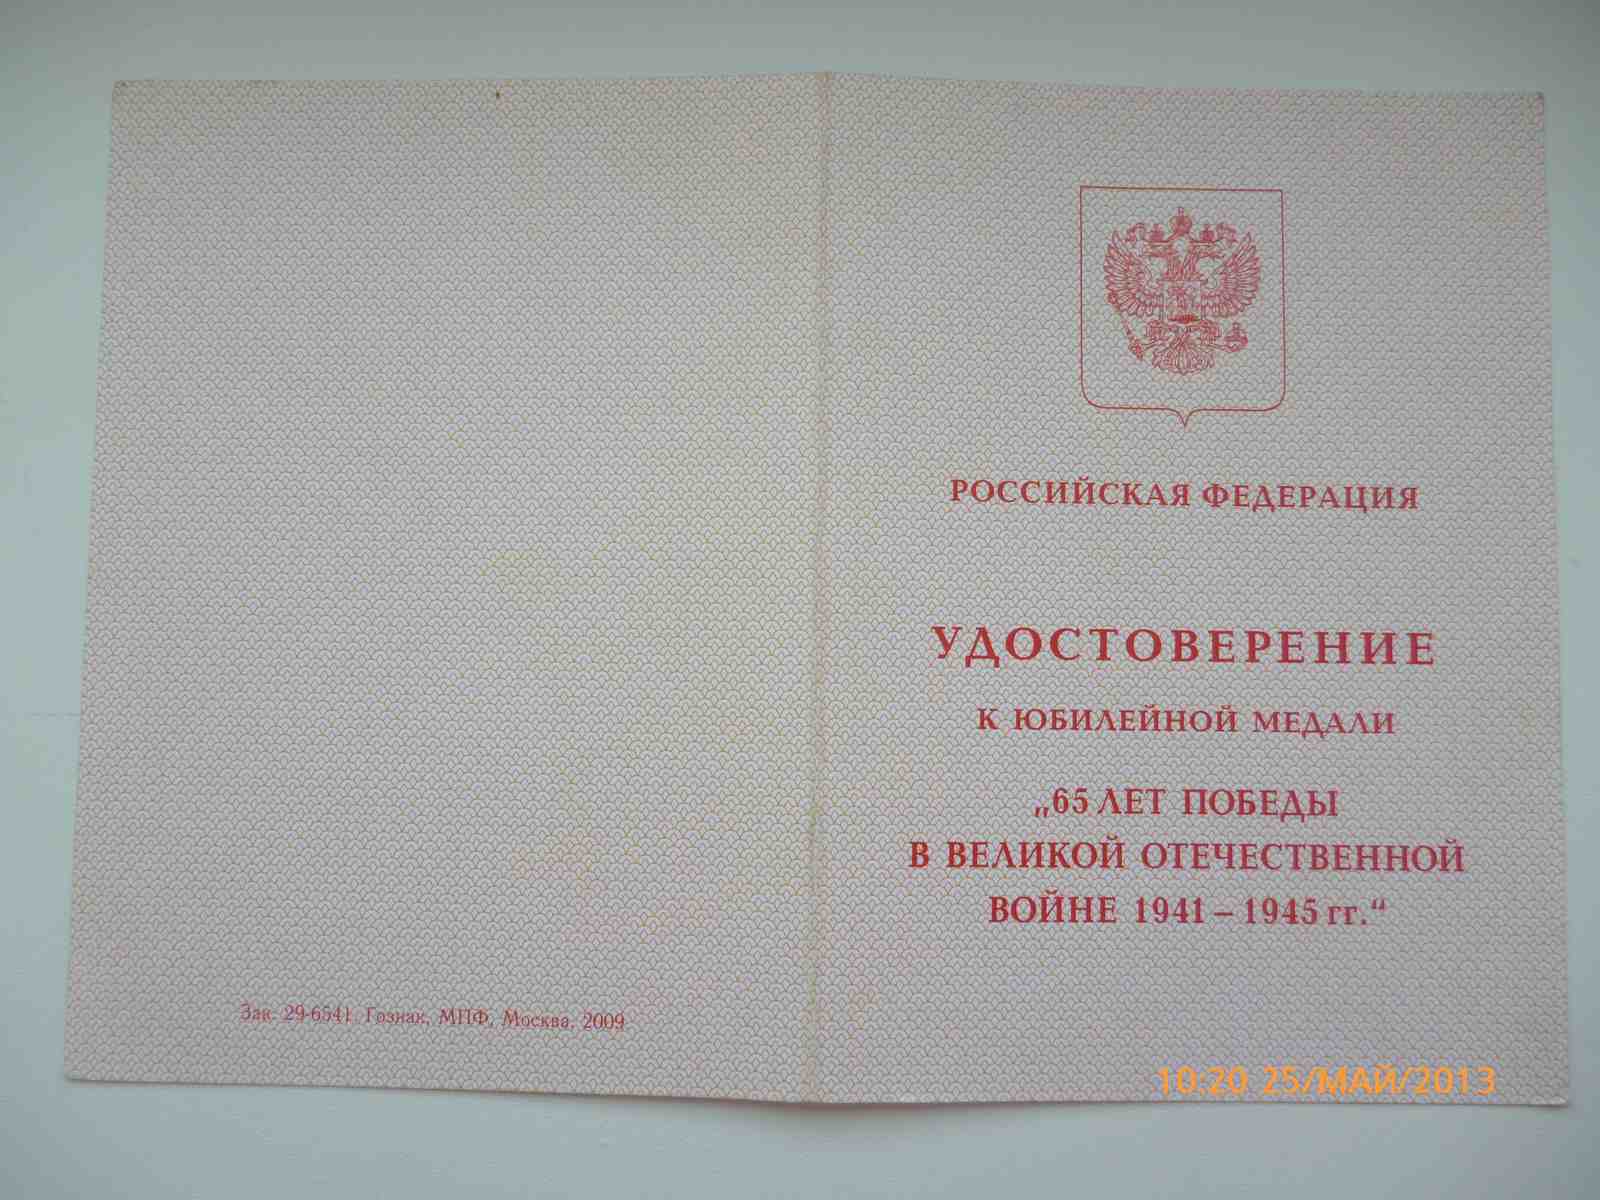 РОССИЙСКАЯ ФЕДЕРАЦИЯ
УДОСТОВЕРЕНИЕ
К ЮБИЛЕЙНОЙ МЕДАЛИ
„65 ЛЕТ ПОБЕДЫ
В ВЕЛИКОЙ ОТЕЧЕСТВЕННОЙ
ВОЙНЕ 1941 – 1945 гг.“
Зак. 29-6541. Гознак, МПФ, Москва, 2009
10:20 25/МАЙ/2013